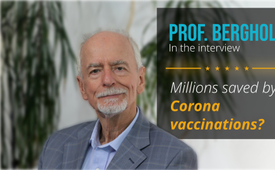 PROF. BERGHOL
In the interview
Millions saved by
Corona
vaccinations?